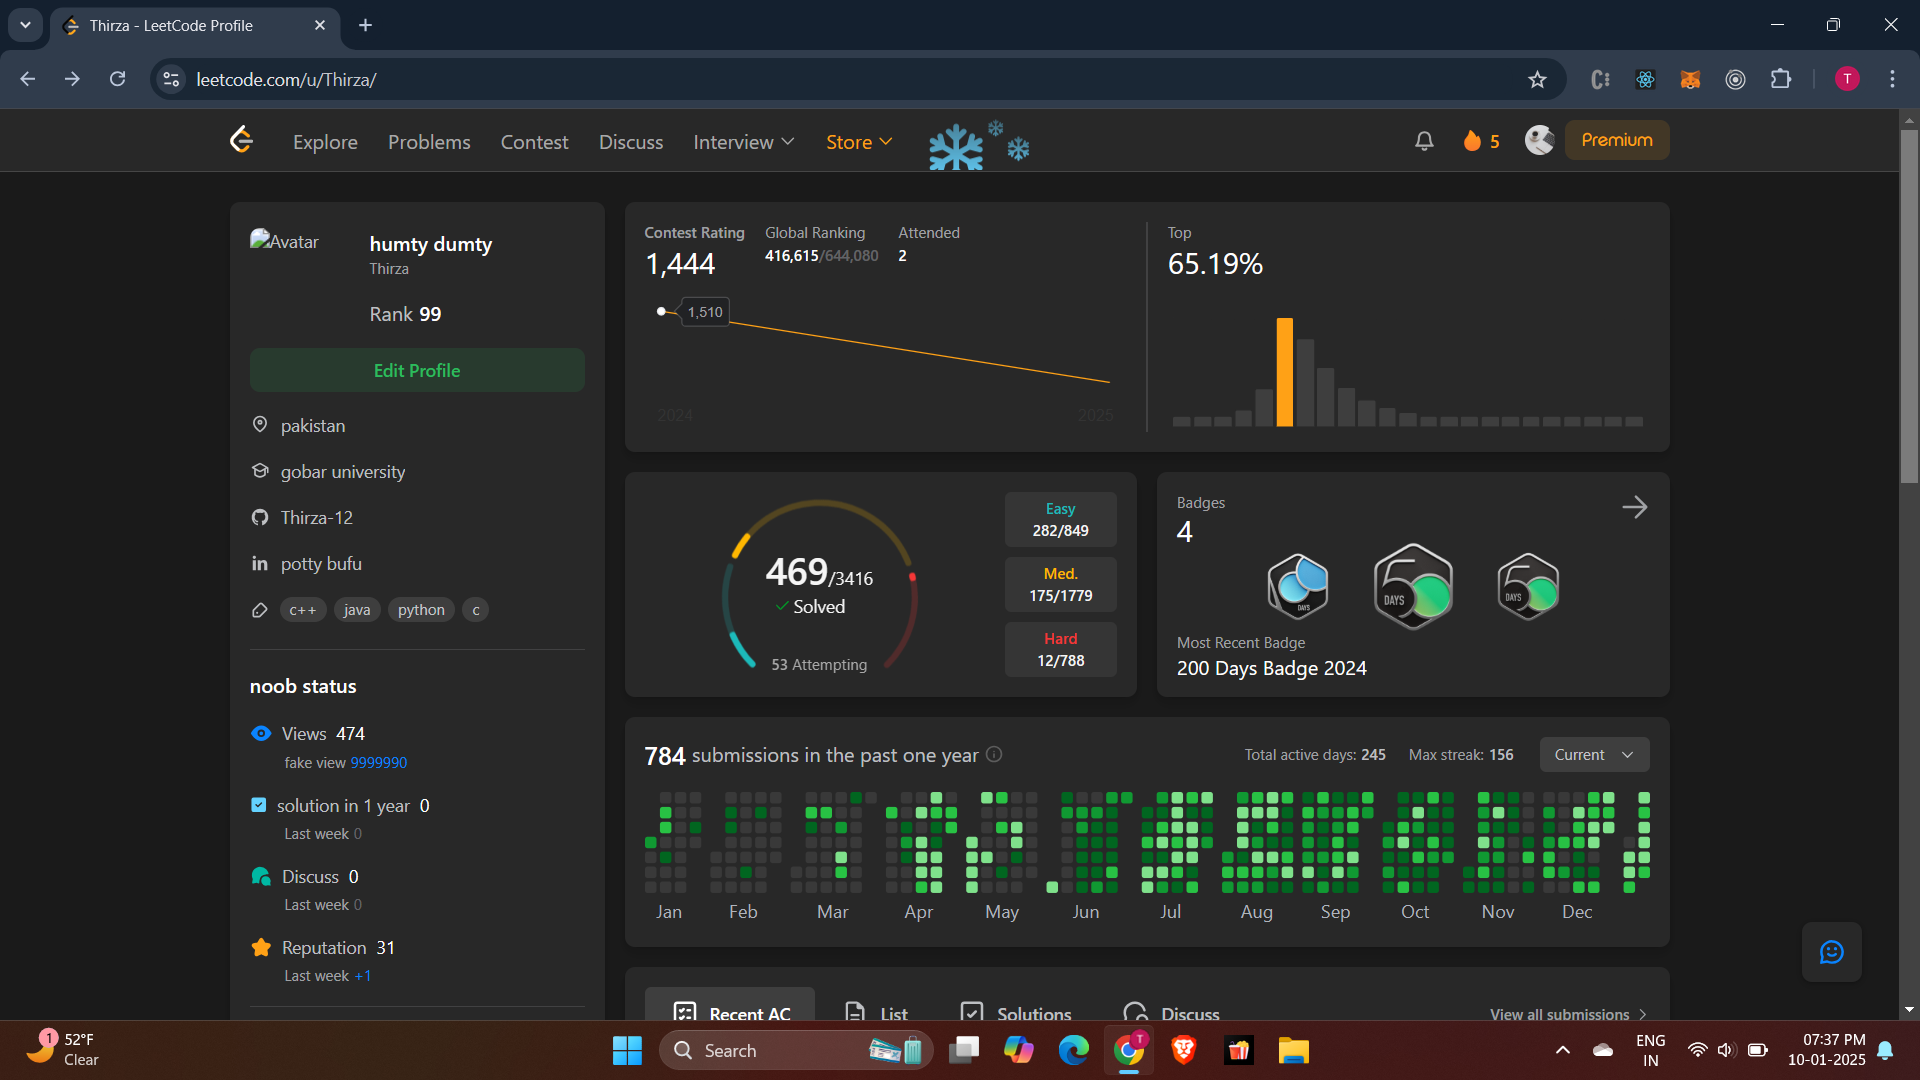 Thirza - LeetCode Profile
leetcode.com/u/Thirza/
T
Explore Problems Contest Discuss Interview Store
5 Premium
Avatar
humty dumty
Thirza
Rank 99
Edit Profile
pakistan
gobar university
Thirza-12
potty bufu
c++ java python c
noob status
Views 474
fake view 9999990
solution in 1 year 0
Last week 0
Discuss 0
Last week 0
Reputation 31
Last week +1
Contest Rating
1,444
Global Ranking
416,615/644,080
Attended
2
1,510
2024 2025
Top
65.19%
469/3416
Solved
53 Attempting
Easy
282/849
Med.
175/1779
Hard
12/788
Badges
4
DAYS
50 DAYS
50 DAYS
Most Recent Badge
200 Days Badge 2024
784 submissions in the past one year
Total active days: 245 Max streak: 156 Current
Jan Feb Mar Apr May Jun Jul Aug Sep Oct Nov Dec
Recent AC List Solutions Discuss View all submissions
1
52°F
Clear
Search
T
ENG
IN
07:37 PM
10-01-2025